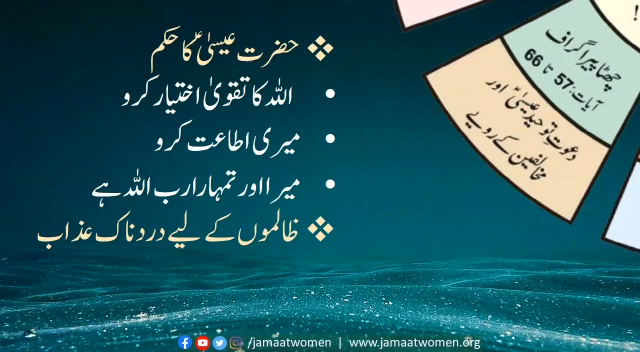 ❖ حضرت عیسیٰؑ کا حکم
• اللہ کا تقویٰ اختیار کرو
• میری اطاعت کرو
• میرا اور تمہارا رب اللہ ہے
❖ ظالموں کے لیے دردناک عذاب
چھٹا پیراگراف
آیات: 57 تا 66
دعوتِ توحید عیسیٰؑ اور
مخالفین کے رویے
!
/jamaatwomen | www.jamaatwomen.org